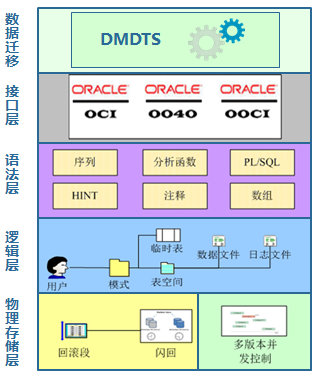 数据迁移
DMDTS
接口层
ORACLE ORACLE ORACLE
OCI OO4O OOCI
语法层
序列 分析函数 PL/SQL
HINT 注释 数组
逻辑层
临时表 数据文件 日志文件
用户 模式 表空间
物理存储层
回滚段 闪回
多版本并
发控制